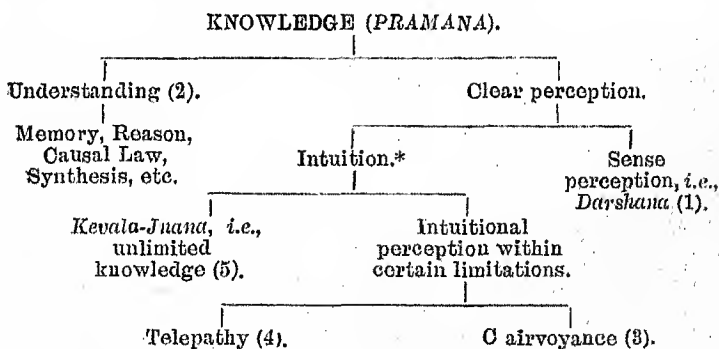 KNOWLEDGE (PRAMANA).
Understanding (2). Clear perception.
Memory, Reason,
Causal Law,
Synthesis, etc.
Intuition.* Sense
perception, i.e.,
Darshana (1).
Kevala-Jnana, i.e.,
unlimited
knowledge (5).
Intuitional
perception within
certain limitations.
Telepathy (4). C airvoyance (3).